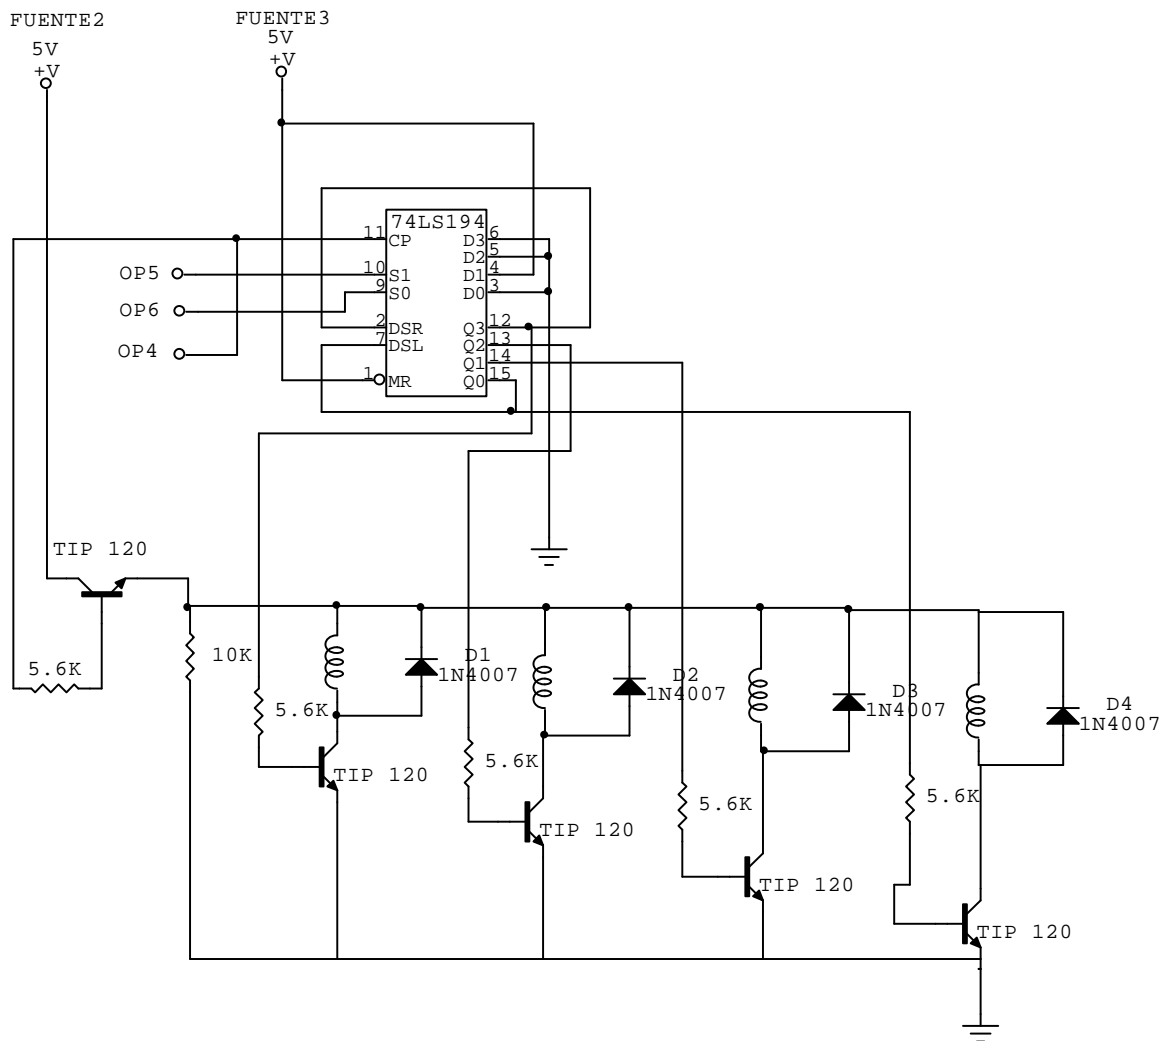 FUENTE2
5V
+V
FUENTE3
5V
+V
74LS194
11
CP
D3
6
D2
5
10
S1
D1
4
9
S0
D0
3
OP5
OP6
OP4
2
DSR
Q3
12
7
DSL
Q2
13
Q1
14
1
MR
Q0
15
TIP 120
5.6K
10K
D1
1N4007
5.6K
TIP 120
D2
1N4007
5.6K
TIP 120
D3
1N4007
5.6K
TIP 120
D4
1N4007
5.6K
TIP 120